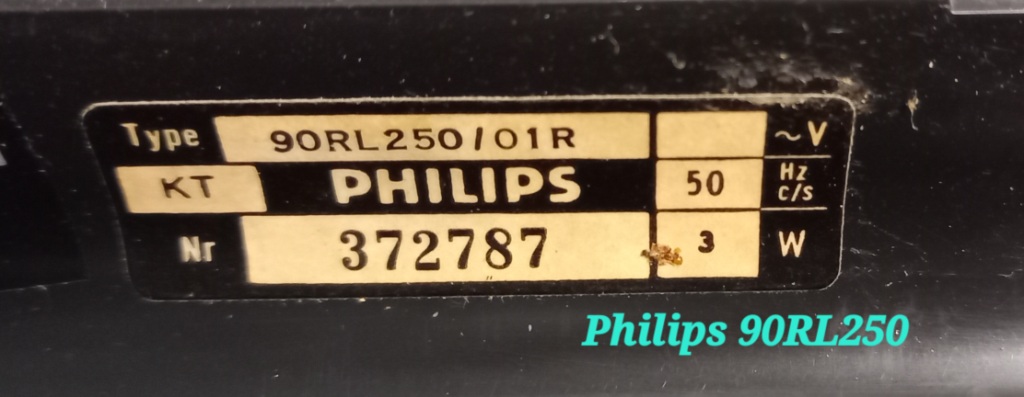 Type 90RL250/01R ~V
KT PHILIPS 50 Hz C/S
Nr 372787 3 W
Philips 90RL250